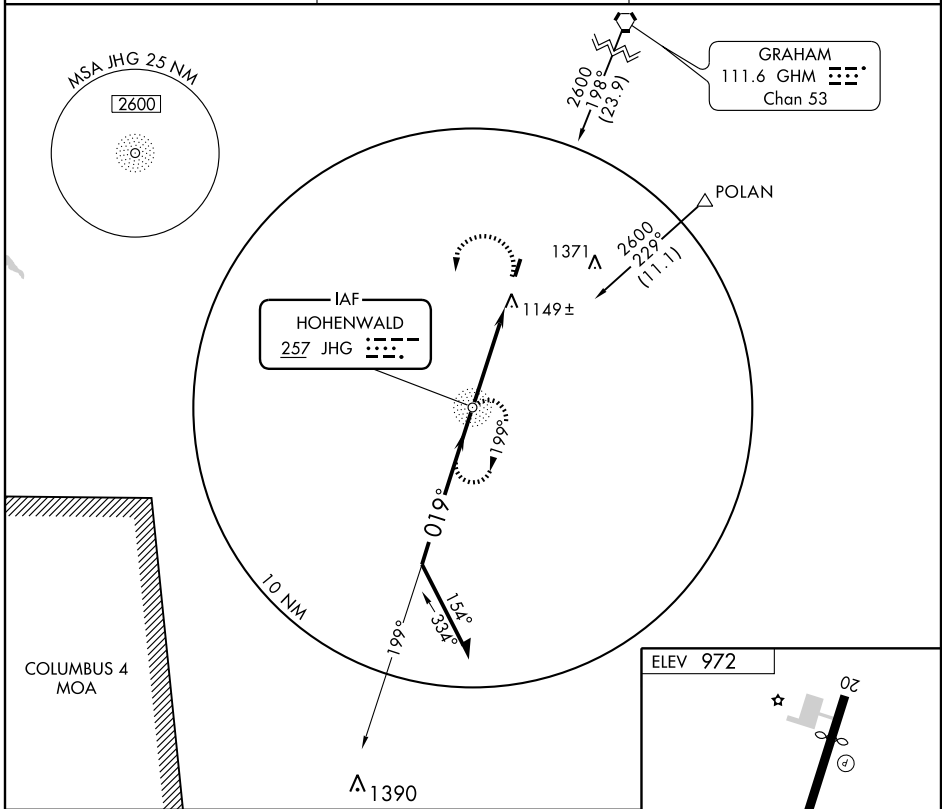 MSA JHG 25 NM
2600
GRAHAM
111.6 GHM
Chan 53
2600
198°
(23.9)
POLAN
2600
229°
(11.1)
1371
1149±
IAF
HOHENWALD
257 JHG
199°
019°
10 NM
154°
334°
199°
COLUMBUS 4
MOA
1390
ELEV 972
20
P